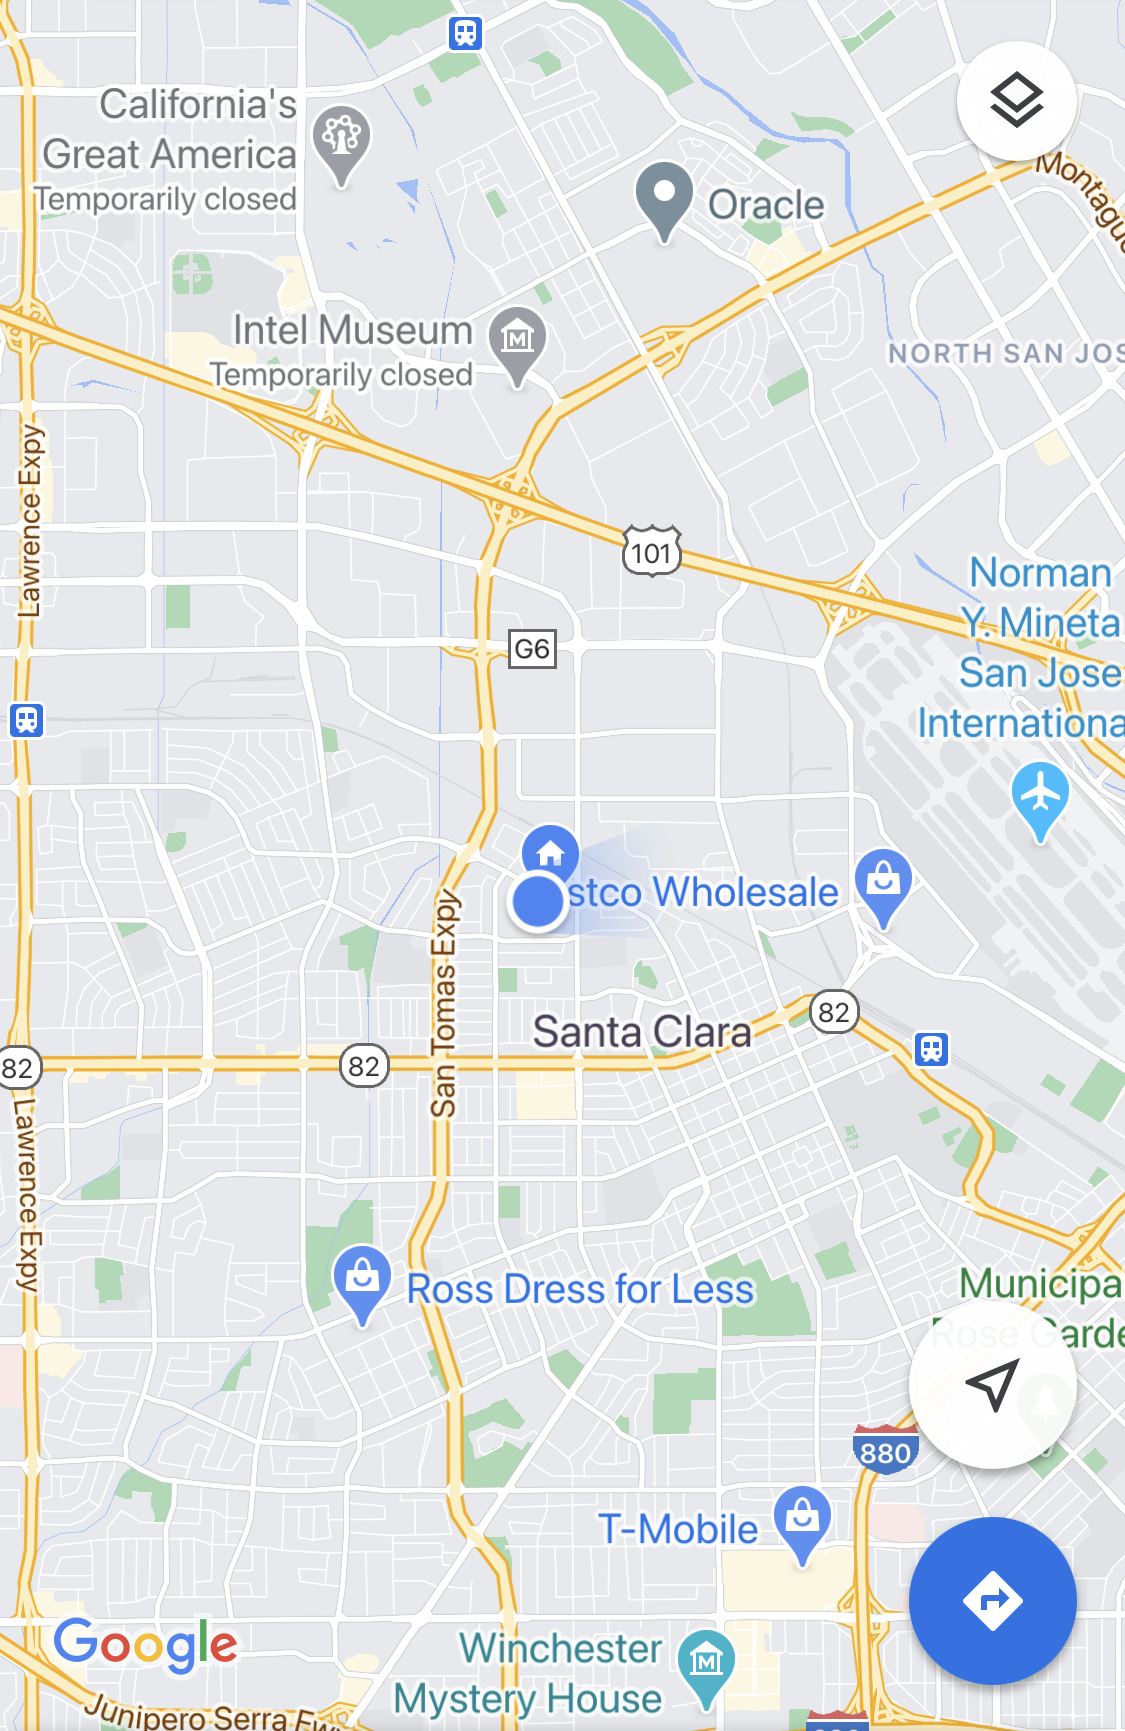 California's
Great America
Temporarily closed
Oracle
Montague
Intel Museum
Temporarily closed
NORTH SAN JOS
Lawrence Expy
101
Norman
Y. Mineta
San Jose
Internationa
G6
stco Wholesale
San Tomas Expy
Santa Clara
82
82
82
Lawrence Expy
Ross Dress for Less
Municipa
Rose Garde
880
T-Mobile
Google
Winchester
Mystery House
Junipero Serra Fw